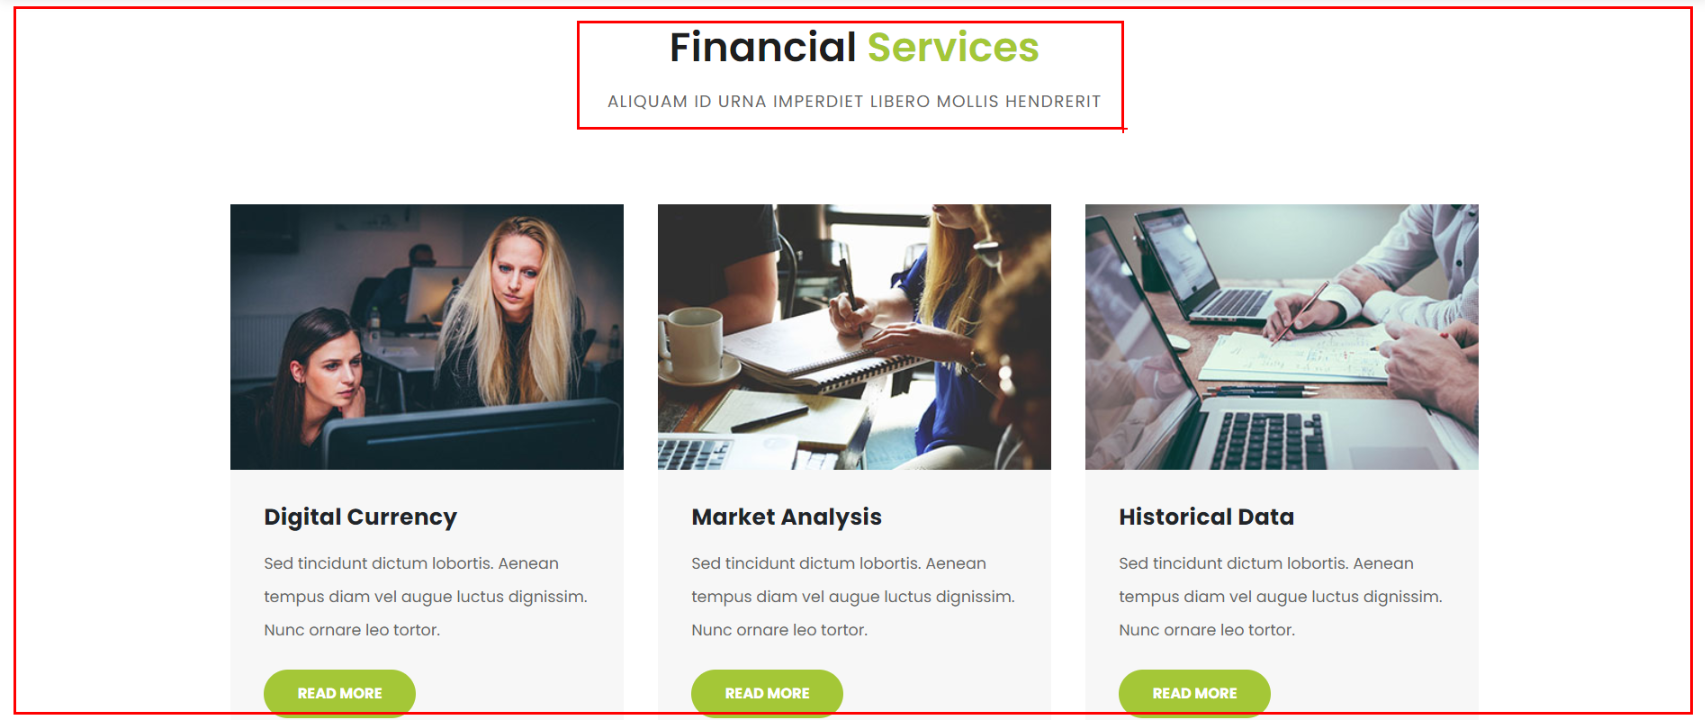 Financial Services
ALIQUAM ID URNA IMPERDIET LIBERO MOLLIS HENDRERIT
Digital Currency
Sed tincidunt dictum lobortis. Aenean
tempus diam vel augue luctus dignissim.
Nunc ornare leo tortor.
READ MORE
Market Analysis
Sed tincidunt dictum lobortis. Aenean
tempus diam vel augue luctus dignissim.
Nunc ornare leo tortor.
READ MORE
Historical Data
Sed tincidunt dictum lobortis. Aenean
tempus diam vel augue luctus dignissim.
Nunc ornare leo tortor.
READ MORE